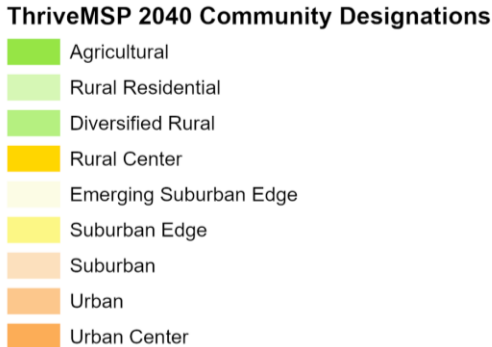 ThriveMSP 2040 Community Designations
Agricultural
Rural Residential
Diversified Rural
Rural Center
Emerging Suburban Edge
Suburban Edge
Suburban
Urban
Urban Center